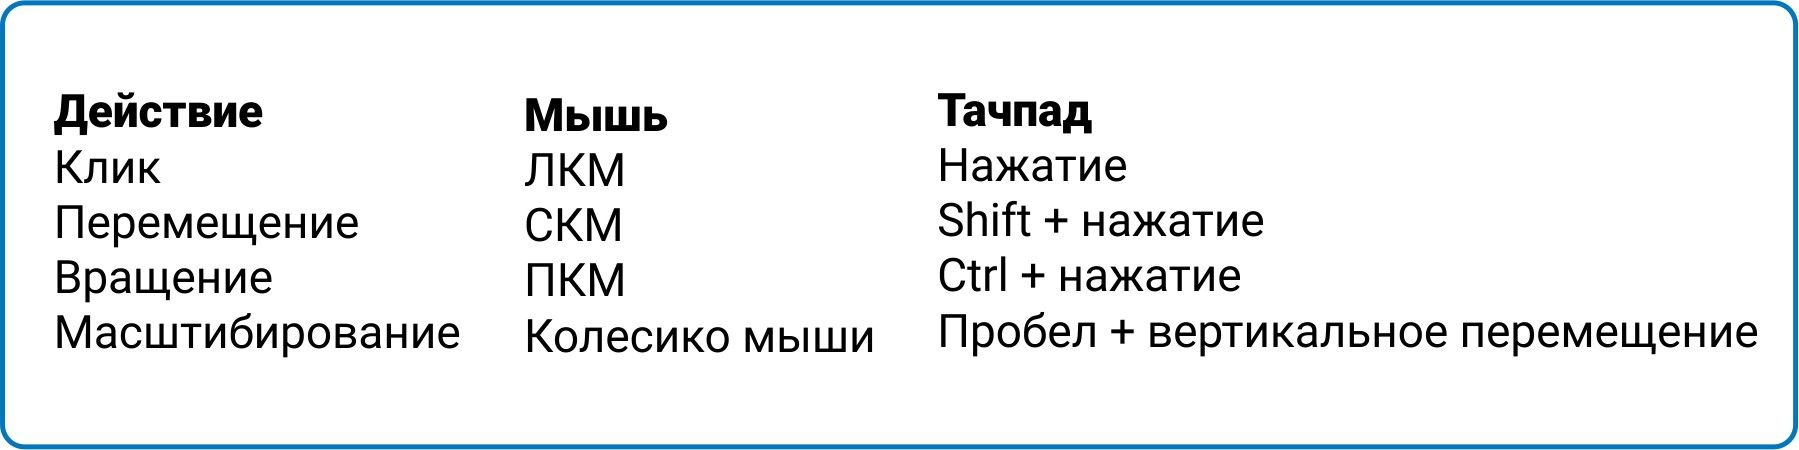 Действие Мышь Тачпад
Клик ЛКМ Нажатие
Перемещение СКМ Shift + нажатие
Вращение ПКМ Ctrl + нажатие
Масштибирование Колесико мыши Пробел + вертикальное перемещение